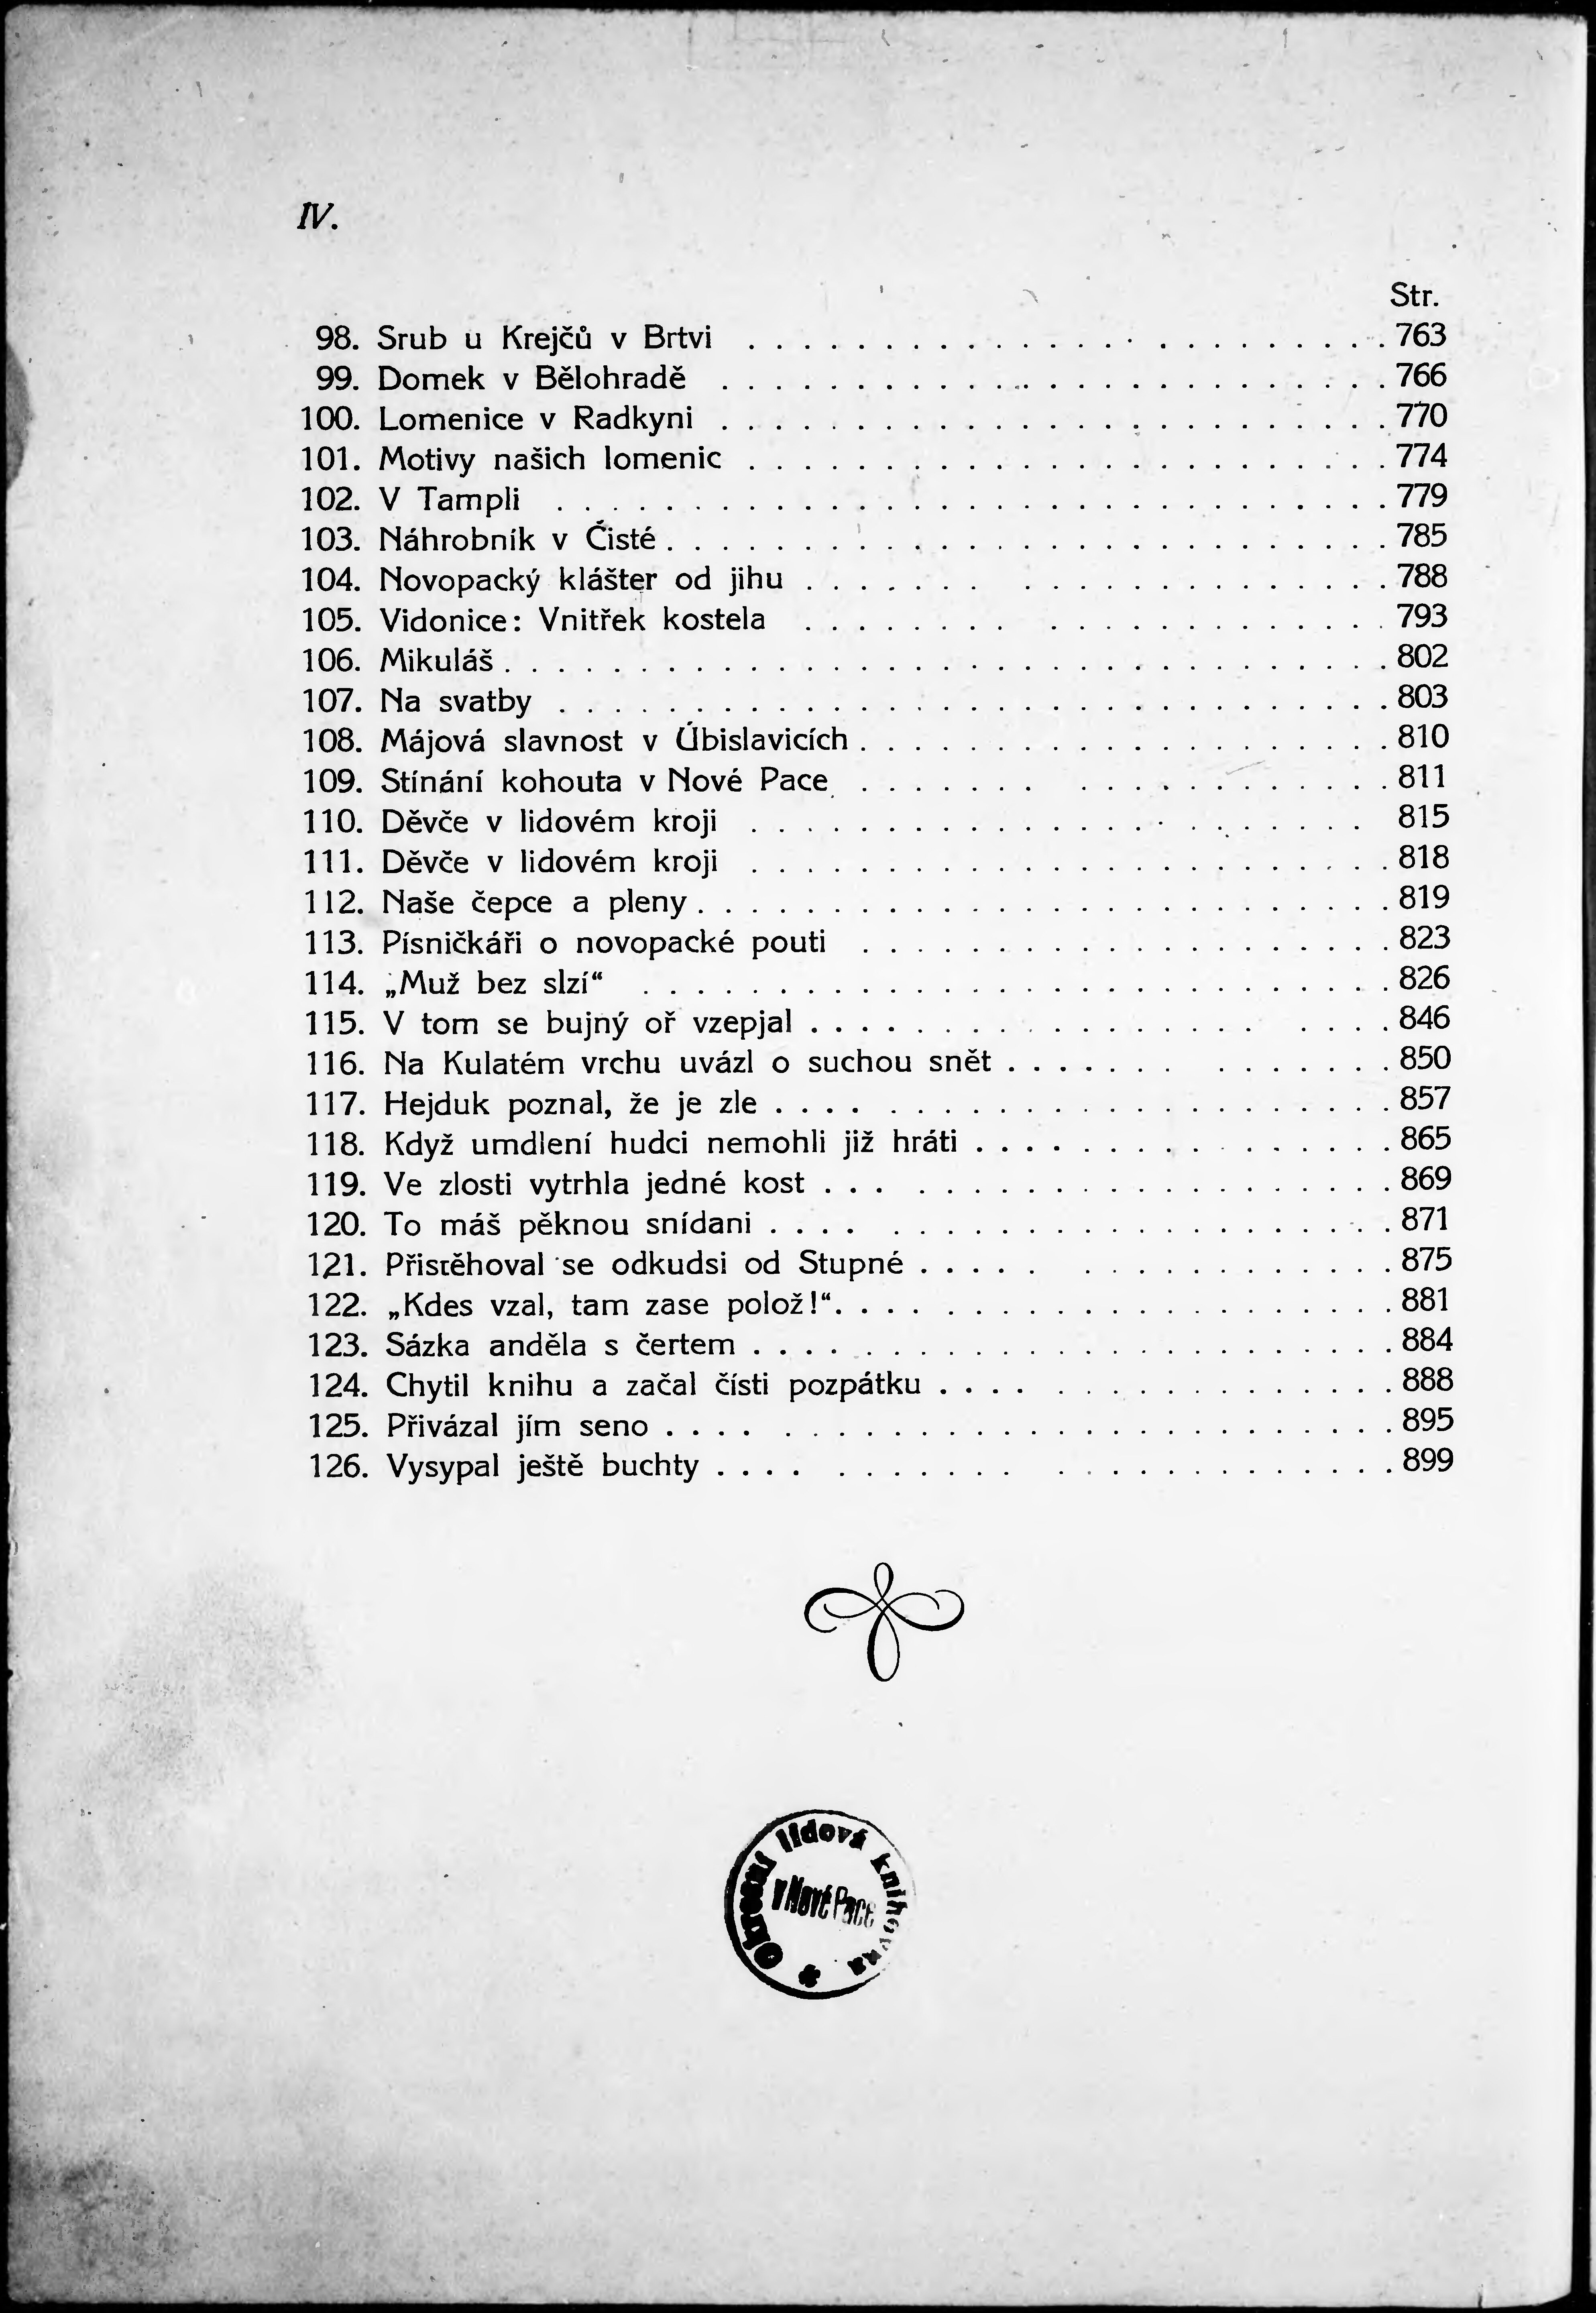 IV.
Str.
98. Srub u Krejčů v Brtvi . . . . . . . . . . . . . . . . . . . . . . . . 763
99. Domek v Bělohradě . . . . . . . . . . . . . . . . . . . . . . . . . 766
100. Lomenice v Radkyni . . . . . . . . . . . . . . . . . . . . . . . . . 770
101. Motivy našich lomenic . . . . . . . . . . . . . . . . . . . . . . . . 774
102. V Tampli . . . . . . . . . . . . . . . . . . . . . . . . . . . . . . . 779
103. Náhrobník v Čisté . . . . . . . . . . . . . . . . . . . . . . . . . . . 785
104. Novopacký klášter od jihu . . . . . . . . . . . . . . . . . . . . . 788
105. Vidonice: Vnitřek kostela . . . . . . . . . . . . . . . . . . . . . 793
106. Mikuláš . . . . . . . . . . . . . . . . . . . . . . . . . . . . . . . . . 802
107. Na svatby . . . . . . . . . . . . . . . . . . . . . . . . . . . . . . . 803
108. Májová slavnost v Úbislavicích . . . . . . . . . . . . . . . . . . . . 810
109. Stínání kohouta v Nové Pace . . . . . . . . . . . . . . . . . . . 811
110. Děvče v lidovém kroji . . . . . . . . . . . . . . . . . . . . . . . 815
111. Děvče v lidovém kroji . . . . . . . . . . . . . . . . . . . . . . . . 818
112. Naše čepce a pleny . . . . . . . . . . . . . . . . . . . . . . . . . . 819
113. Písničkáři o novopacké pouti . . . . . . . . . . . . . . . . . . . . 823
114. „Muž bez slzí“ . . . . . . . . . . . . . . . . . . . . . . . . . . . . 826
115. V tom se bujný oř vzepjal . . . . . . . . . . . . . . . . . . . . . 846
116. Na Kulatém vrchu uvázl o suchou snět . . . . . . . . . . . . . . 850
117. Hejduk poznal, že je zle . . . . . . . . . . . . . . . . . . . . . . . 857
118. Když umdlení hudci nemohli již hráti . . . . . . . . . . . . . . . . 865
119. Ve zlosti vytrhla jedné kost . . . . . . . . . . . . . . . . . . . . . 869
120. To máš pěknou snídani . . . . . . . . . . . . . . . . . . . . . . . 871
121. Přistěhoval se odkudsi od Stupné . . . . . . . . . . . . . . . . . 875
122. „Kdes vzal, tam zase polož!“ . . . . . . . . . . . . . . . . . . . . 881
123. Sázka anděla s čertem . . . . . . . . . . . . . . . . . . . . . . . . 884
124. Chytil knihu a začal čísti pozpátku . . . . . . . . . . . . . . . . . 888
125. Přivázal jím seno . . . . . . . . . . . . . . . . . . . . . . . . . . . 895
126. Vysypal ještě buchty . . . . . . . . . . . . . . . . . . . . . . . . 899
Okresní lidová knihovna
v Nové Pace